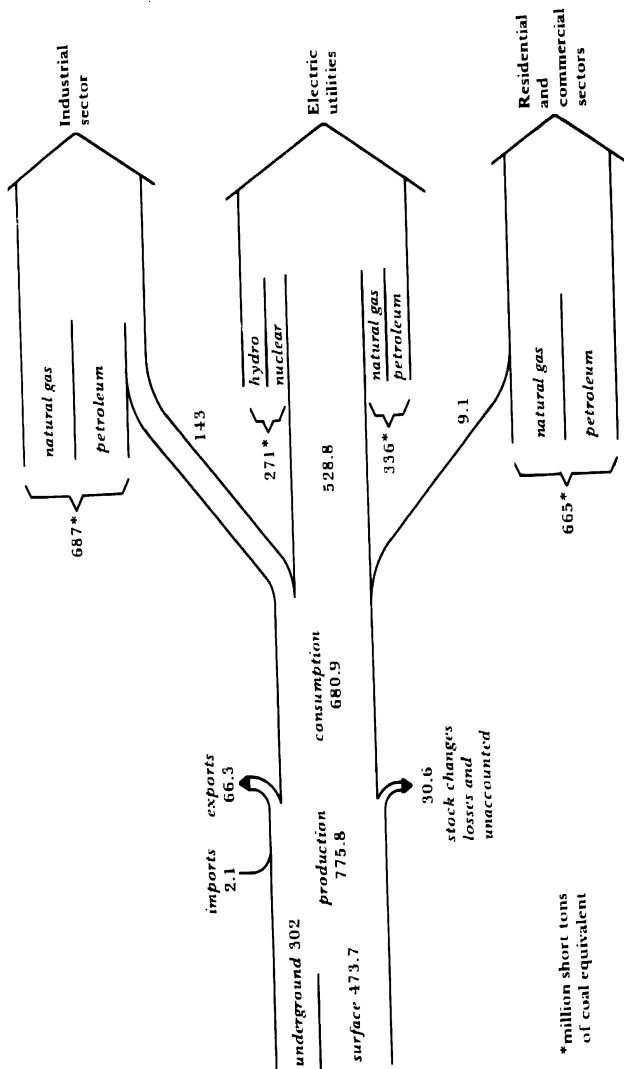 underground 302
surface 473.7
production
775.8
imports
2.1
exports
66.3
30.6
stock changes
losses and
unaccounted
consumption
680.9
143
528.8
9.1
687*
natural gas
petroleum
Industrial
sector
271*
hydro
nuclear
336*
natural gas
petroleum
Electric
utilities
665*
natural gas
petroleum
Residential
and
commercial
sectors
*million short tons
of coal equivalent